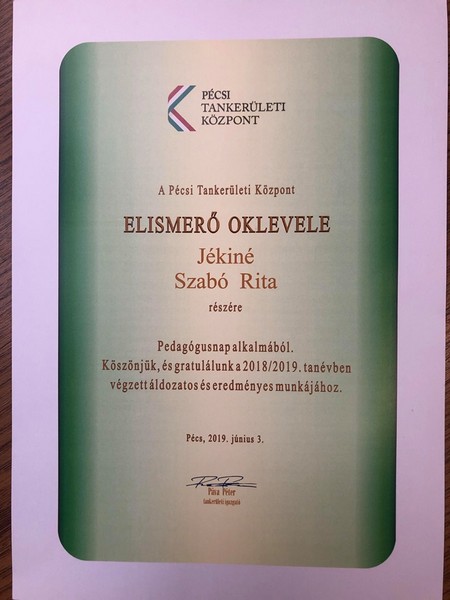 PÉCSI
TANKERÜLETI
KÖZPONT
A Pécsi Tankerületi Központ
ELISMERŐ OKLEVELE
Jékiné
Szabó Rita
részére
Pedagógusnap alkalmából.
Köszönjük, és gratulálunk a 2018/2019. tanévben
végzett áldozatos és eredményes munkájához.
Pécs, 2019. június 3.
Páva Péter
tankerületi igazgató